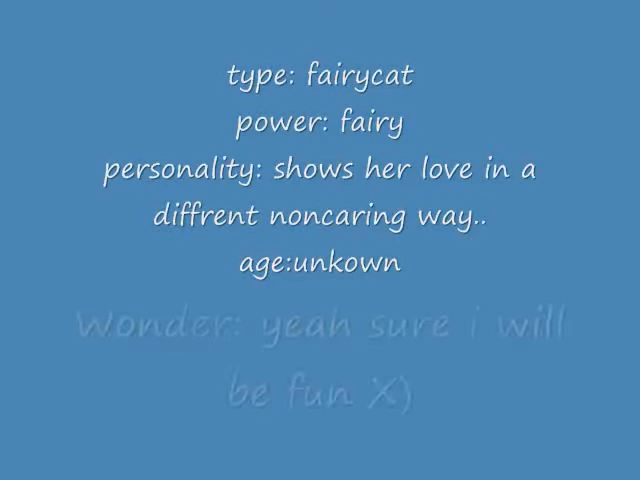 type: fairycat
power: fairy
personality: shows her love in a
diffrent noncaring way..
age:unkown
Wonder: yeah sure i will
be fun X)